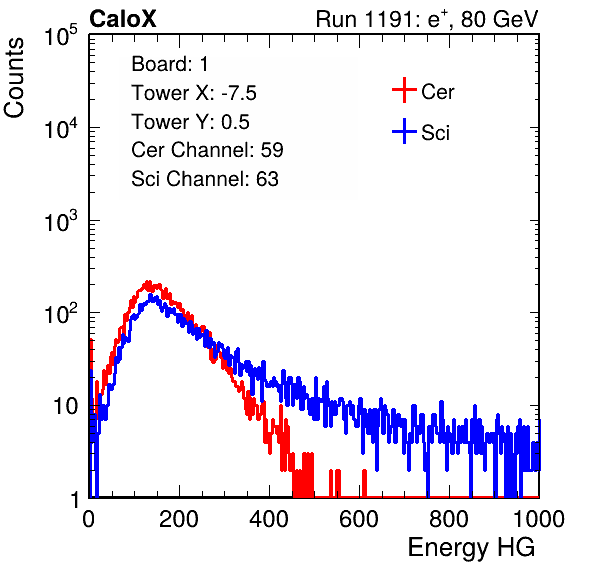 CaloX Run 1191: e⁺, 80 GeV
Counts
Board: 1
Tower X: -7.5
Tower Y: 0.5
Cer Channel: 59
Sci Channel: 63
Cer
Sci
10⁵
10⁴
10³
10²
10
1
0 200 400 600 800 1000
Energy HG